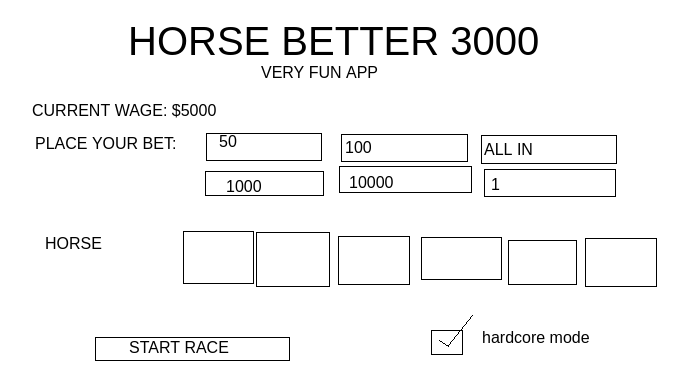 HORSE BETTER 3000
VERY FUN APP
CURRENT WAGE: $5000
PLACE YOUR BET: 50 100 ALL IN
1000 10000 1
HORSE
START RACE hardcore mode